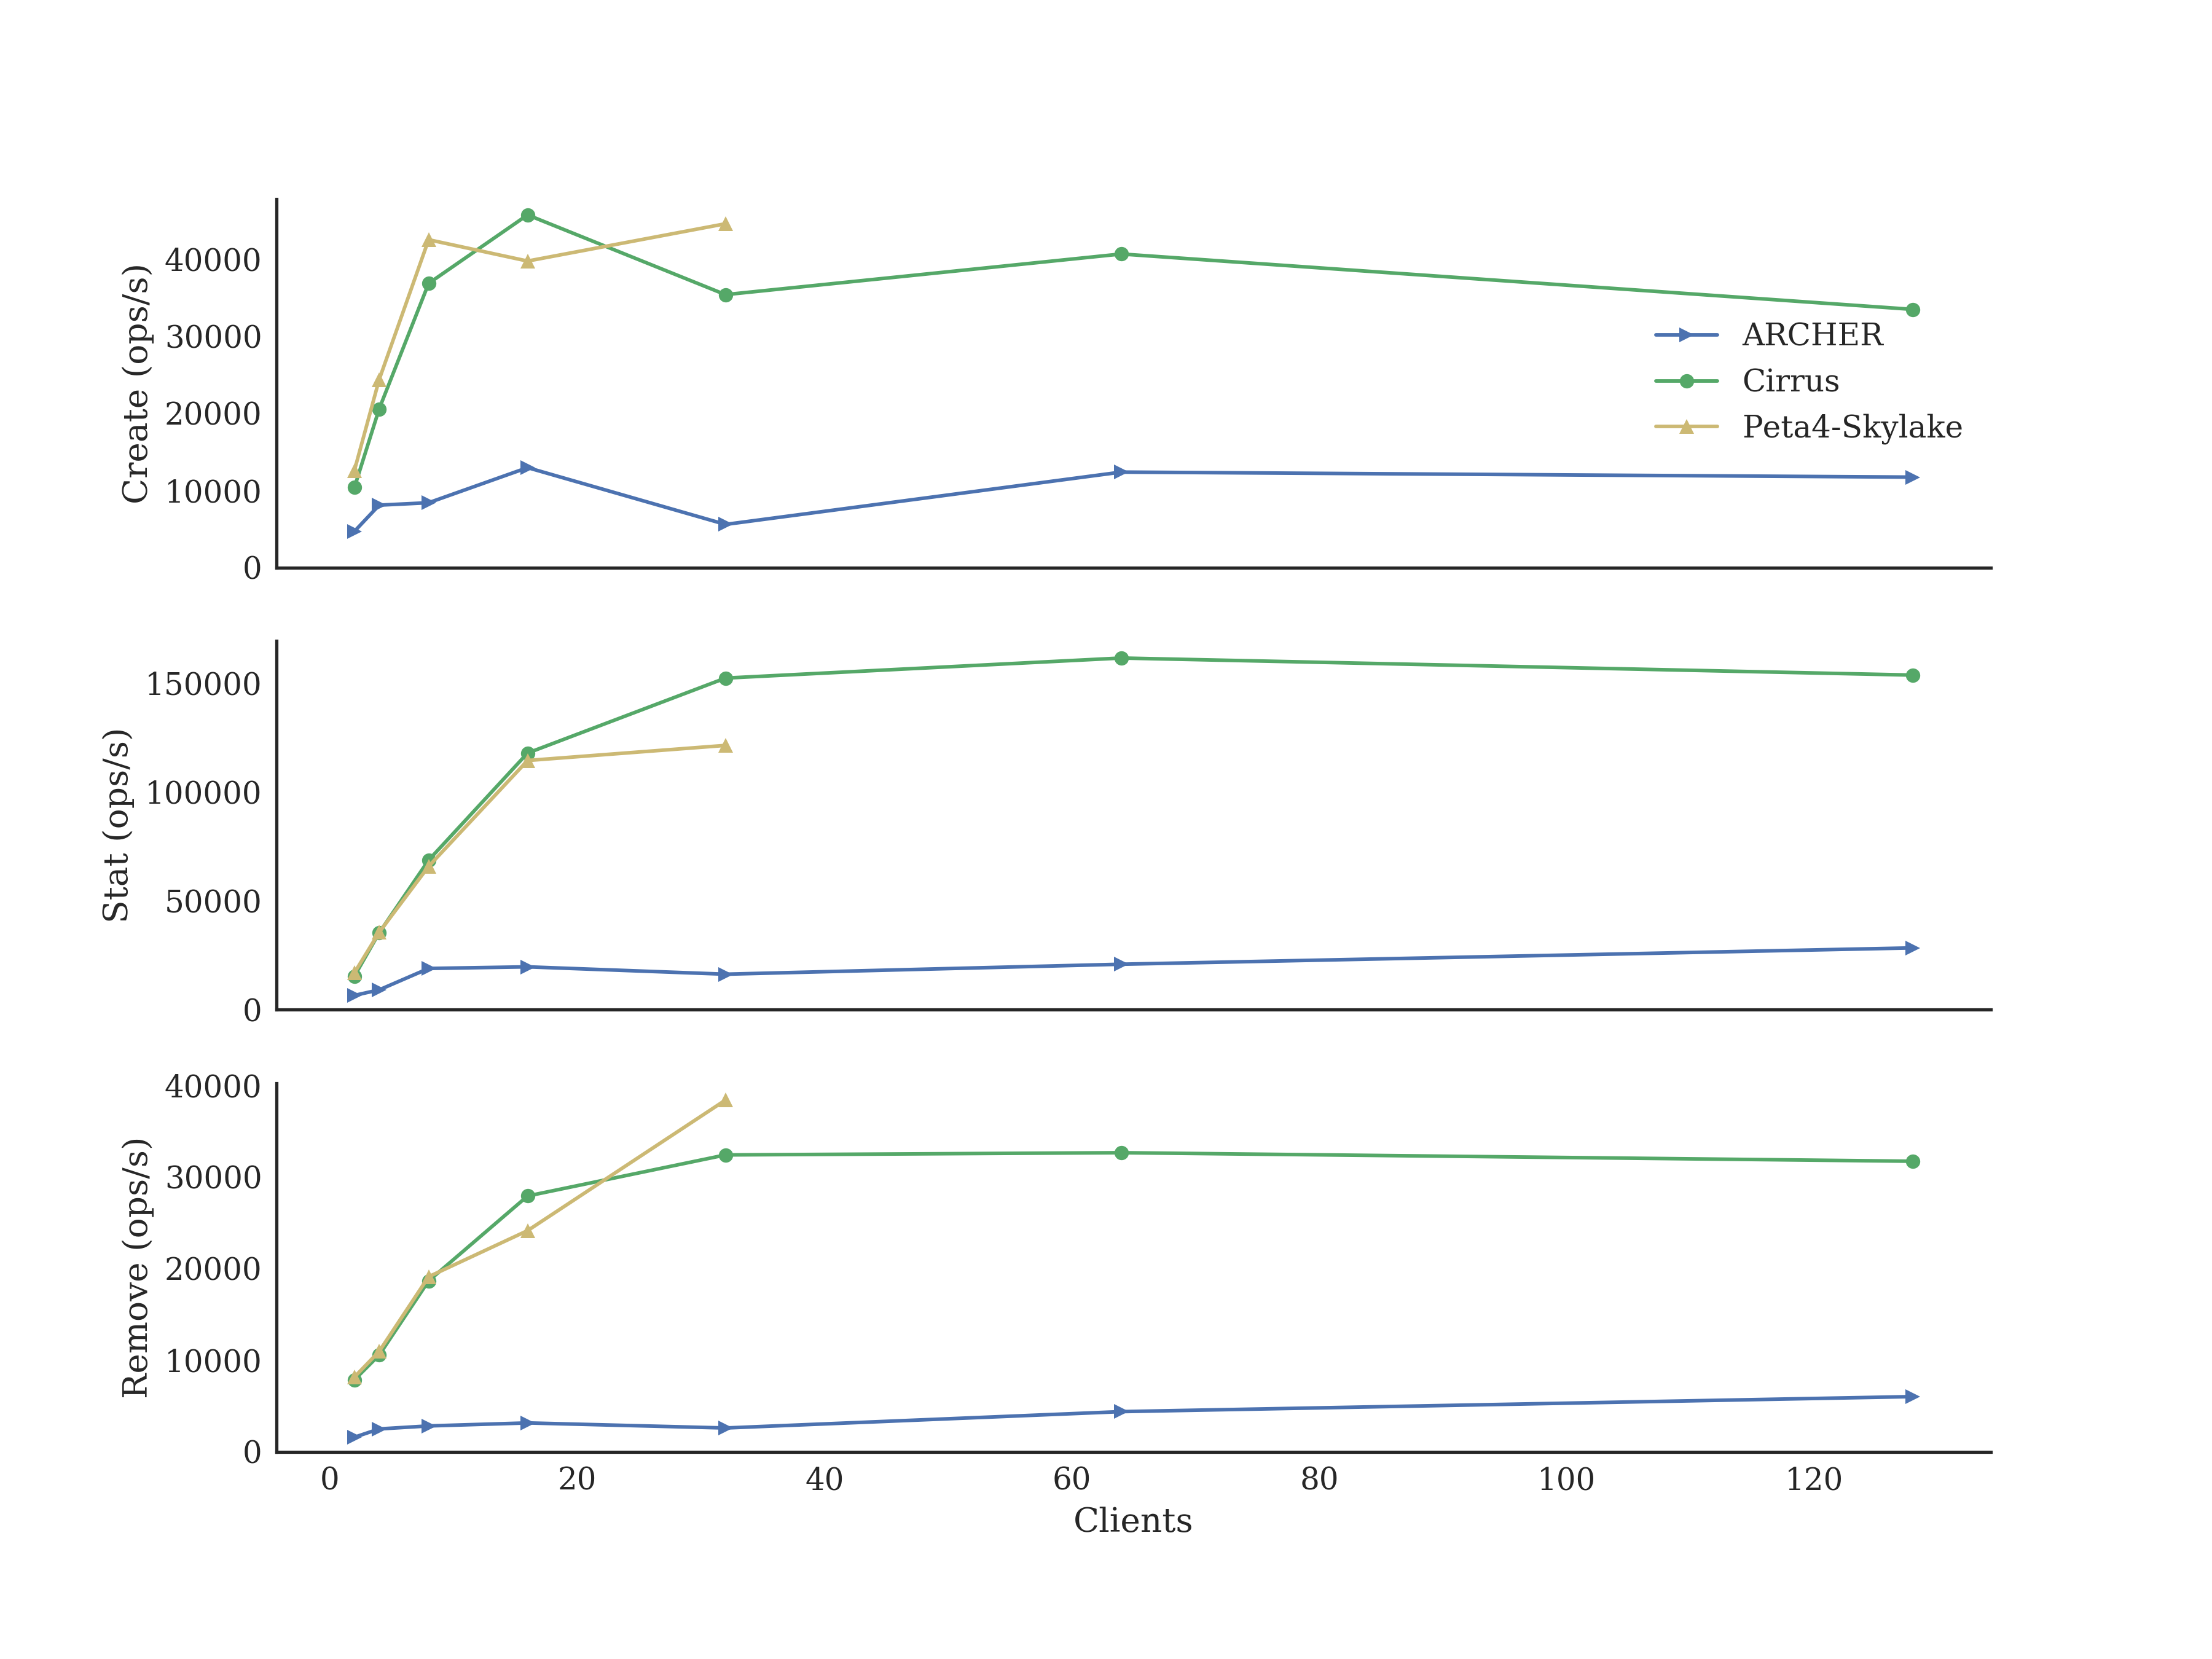 Create (ops/s)
40000
30000
20000
10000
0
ARCHER
Cirrus
Peta4-Skylake
Stat (ops/s)
150000
100000
50000
0
Remove (ops/s)
40000
30000
20000
10000
0
0 20 40 60 80 100 120
Clients